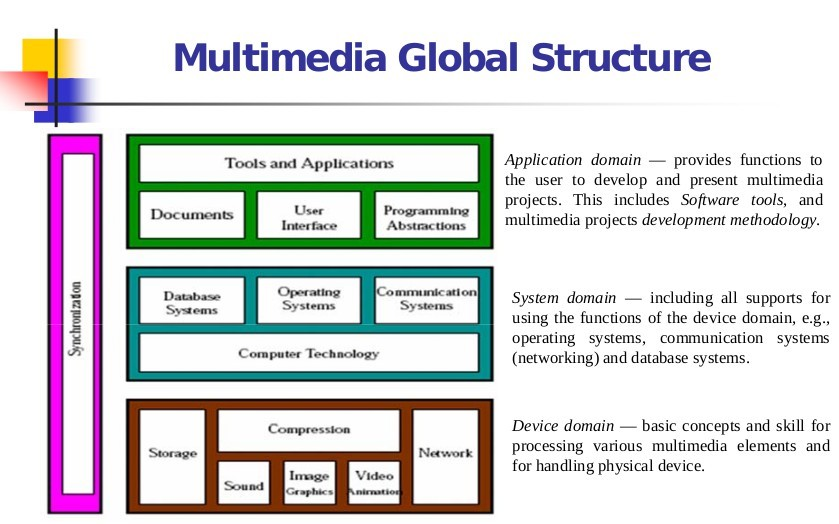 Multimedia Global Structure
Synchronization
Tools and Applications
Documents
User
Interface
Programming
Abstractions
Application domain — provides functions to
the user to develop and present multimedia
projects. This includes Software tools, and
multimedia projects development methodology.
Database
Systems
Operating
Systems
Communication
Systems
Computer Technology
System domain — including all supports for
using the functions of the device domain, e.g.,
operating systems, communication systems
(networking) and database systems.
Storage
Compression
Sound
Image
Graphics
Video
Animation
Network
Device domain — basic concepts and skill for
processing various multimedia elements and
for handling physical device.